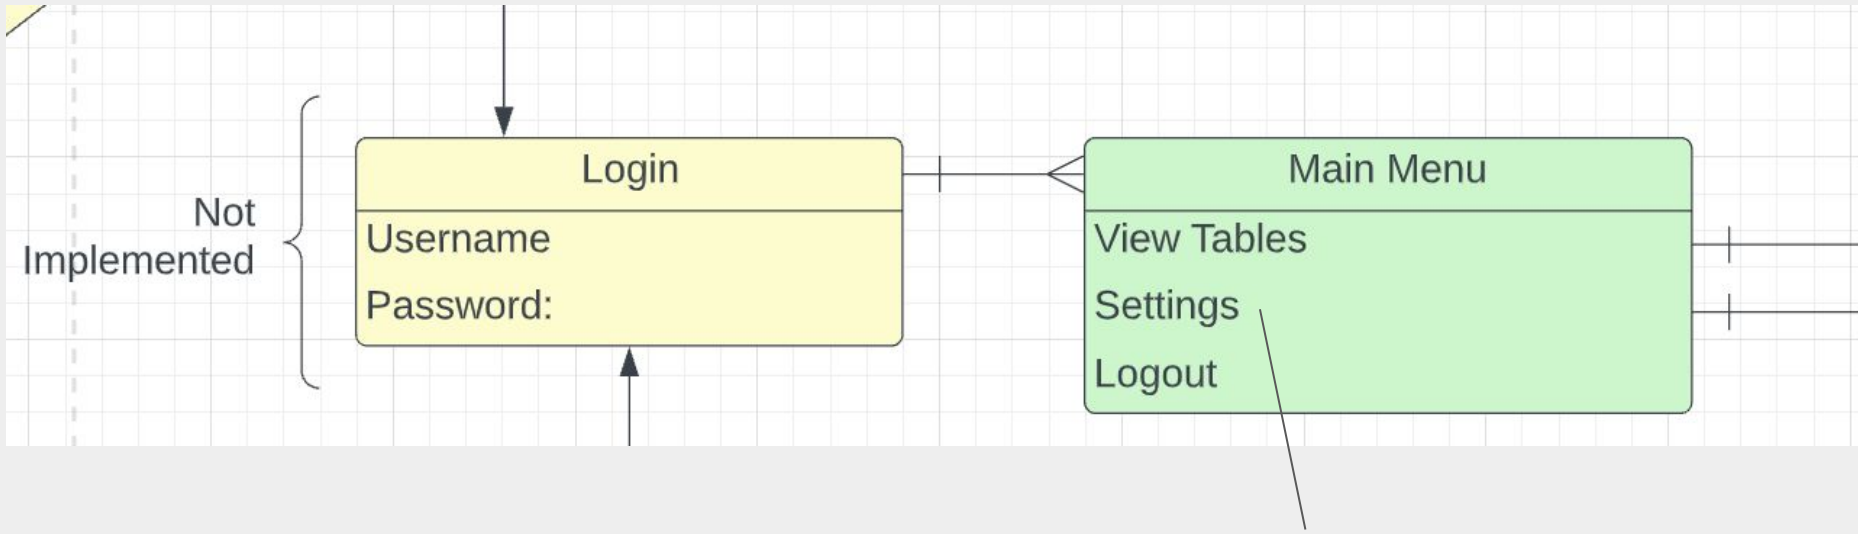 Not
Implemented
Login
Username
Password:
Main Menu
View Tables
Settings
Logout